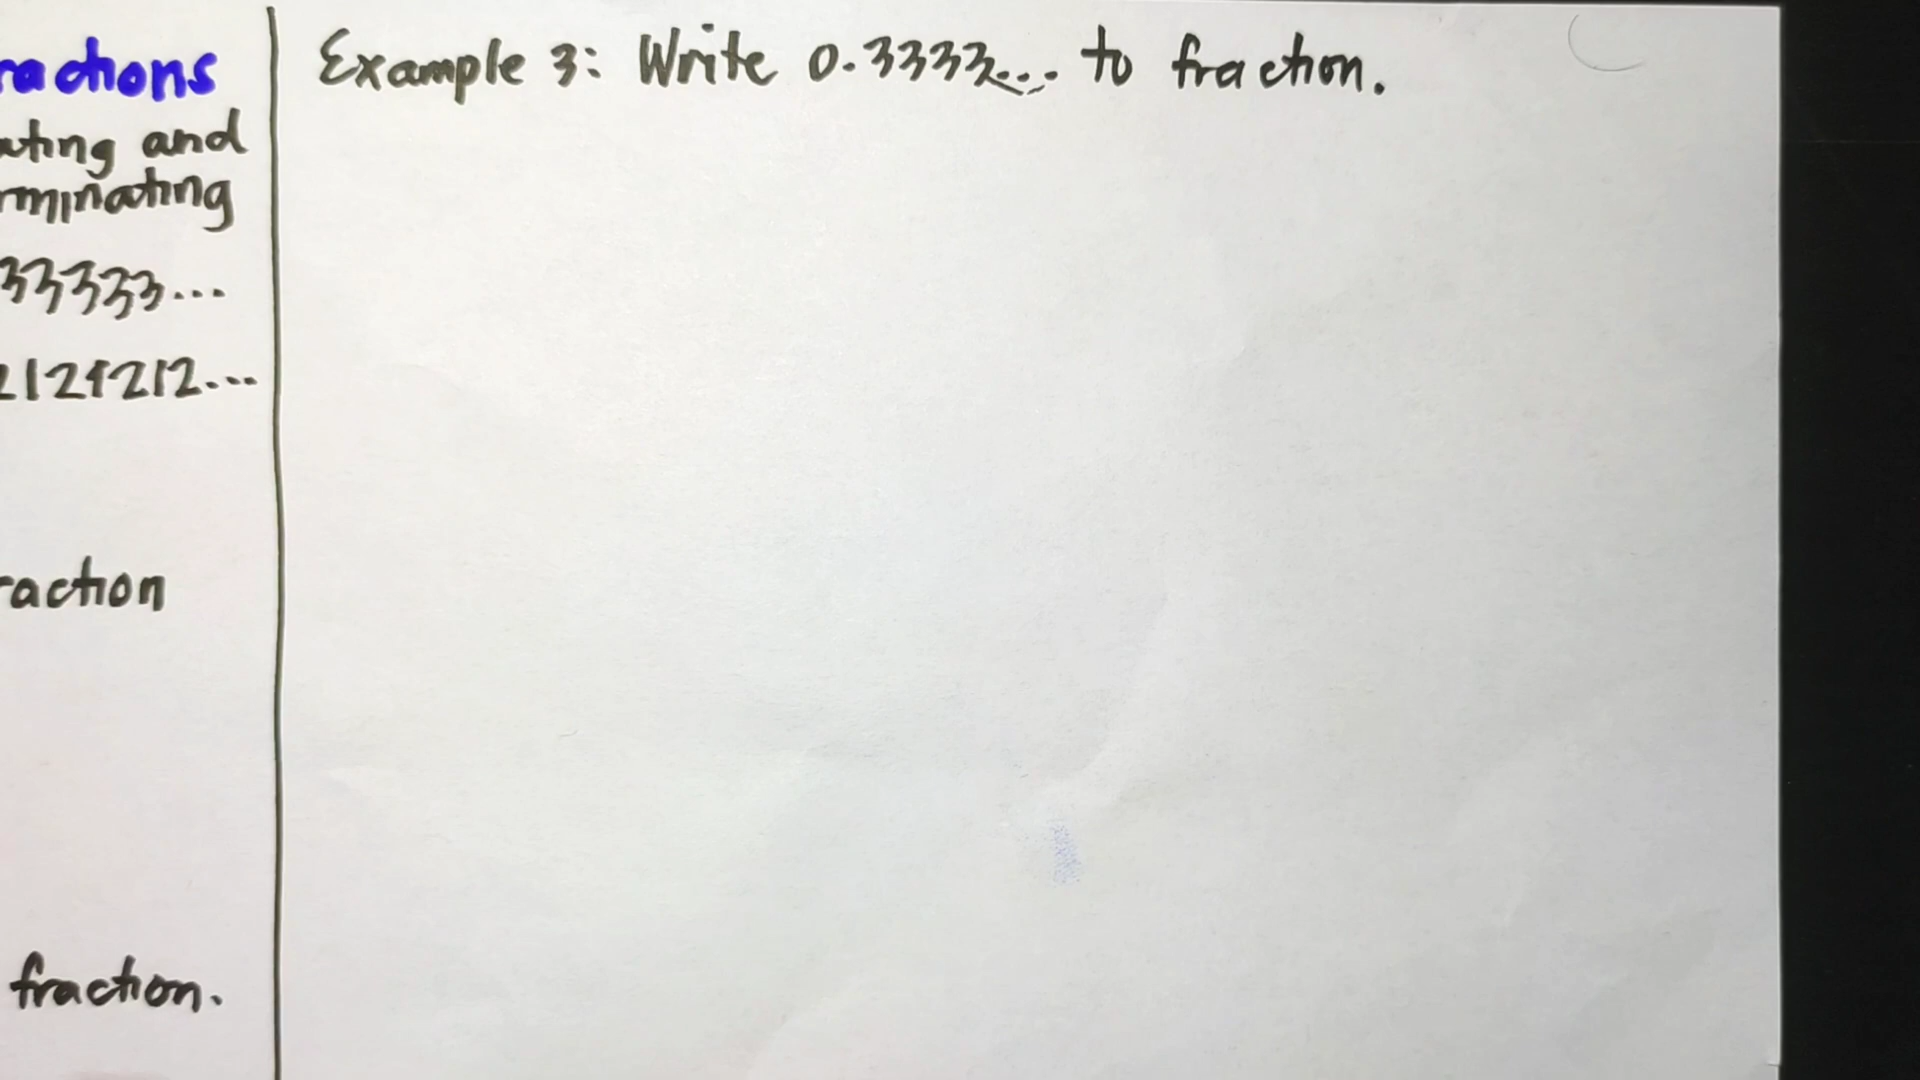 ractions
ating and
rminating
33333...
2121212...
raction
fraction.
Example 3: Write 0.3333... to fraction.